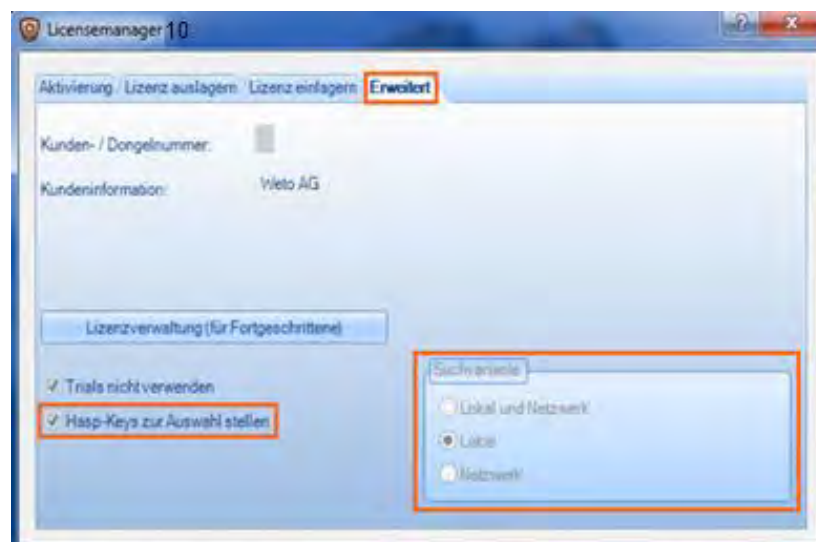 Licensemanager 10
Aktivierung Lizenz auslagern Lizenz einlagern Erweitert
Kunden- / Dongelnummer:
Kundeninformation: Weto AG
Lizenzverwaltung (für Fortgeschrittene)
Trials nicht verwenden
Hasp-Keys zur Auswahl stellen
Lokal und Netzwerk
Lokal
Netzwerk